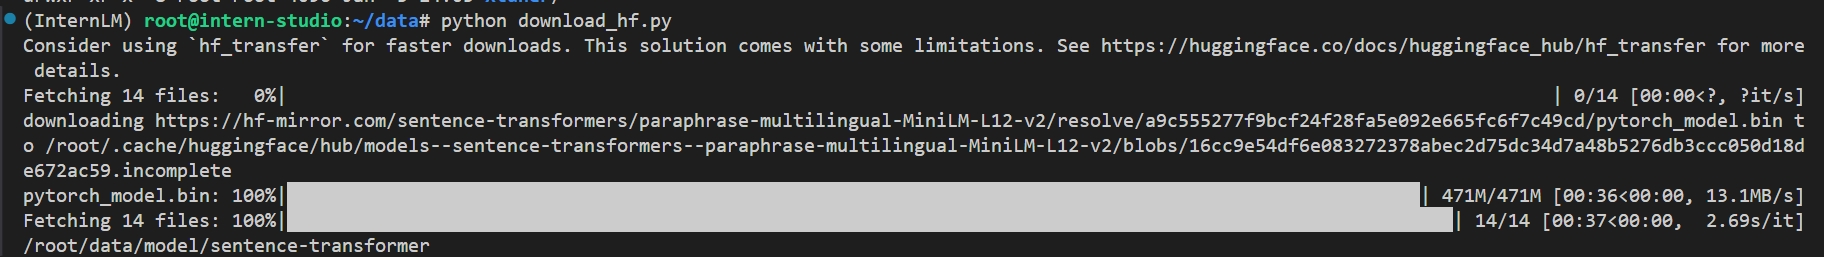 (InternLM) root@intern-studio:~/data# python download_hf.py
Consider using `hf_transfer` for faster downloads. This solution comes with some limitations. See https://huggingface.co/docs/huggingface_hub/hf_transfer for more
 details.
Fetching 14 files:   0%| | 0/14 [00:00<?, ?it/s]
downloading https://hf-mirror.com/sentence-transformers/paraphrase-multilingual-MiniLM-L12-v2/resolve/a9c555277f9bcf24f28fa5e092e665fc6f7c49cd/pytorch_model.bin t
o /root/.cache/huggingface/hub/models--sentence-transformers--paraphrase-multilingual-MiniLM-L12-v2/blobs/16cc9e54df6e083272378abec2d75dc34d7a48b5276db3ccc050d18d
e672ac59.incomplete
pytorch_model.bin: 100%| | 471M/471M [00:36<00:00, 13.1MB/s]
Fetching 14 files: 100%| | 14/14 [00:37<00:00,  2.69s/it]
/root/data/model/sentence-transformer